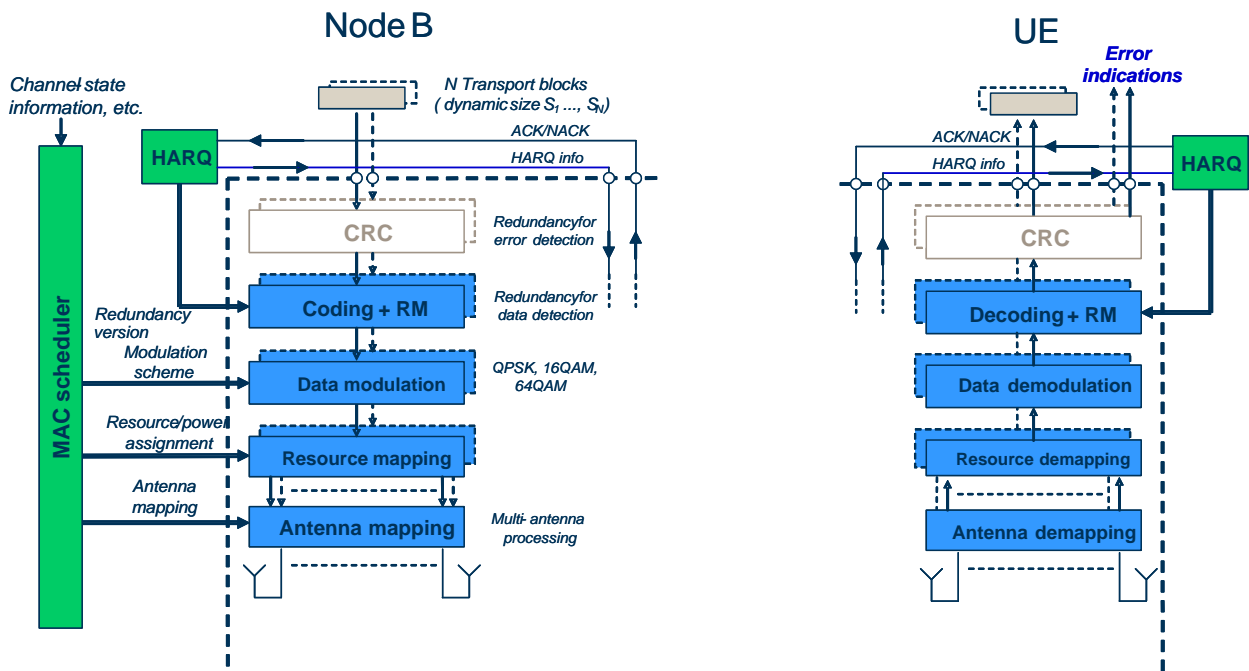 Node B
UE
Channel-state
information, etc.
N Transport blocks
( dynamic size S1 ..., SN)
Error
indications
ACK/NACK
HARQ
HARQ info
ACK/NACK
HARQ info
HARQ
CRC
Redundancyfor
error detection
CRC
Coding + RM
Redundancyfor
data detection
Decoding + RM
Redundancy
version
Modulation
scheme
Data modulation
QPSK, 16QAM,
64QAM
Data demodulation
MAC scheduler
Resource/power
assignment
Resource mapping
Resource demapping
Antenna
mapping
Antenna mapping
Multi- antenna
processing
Antenna demapping